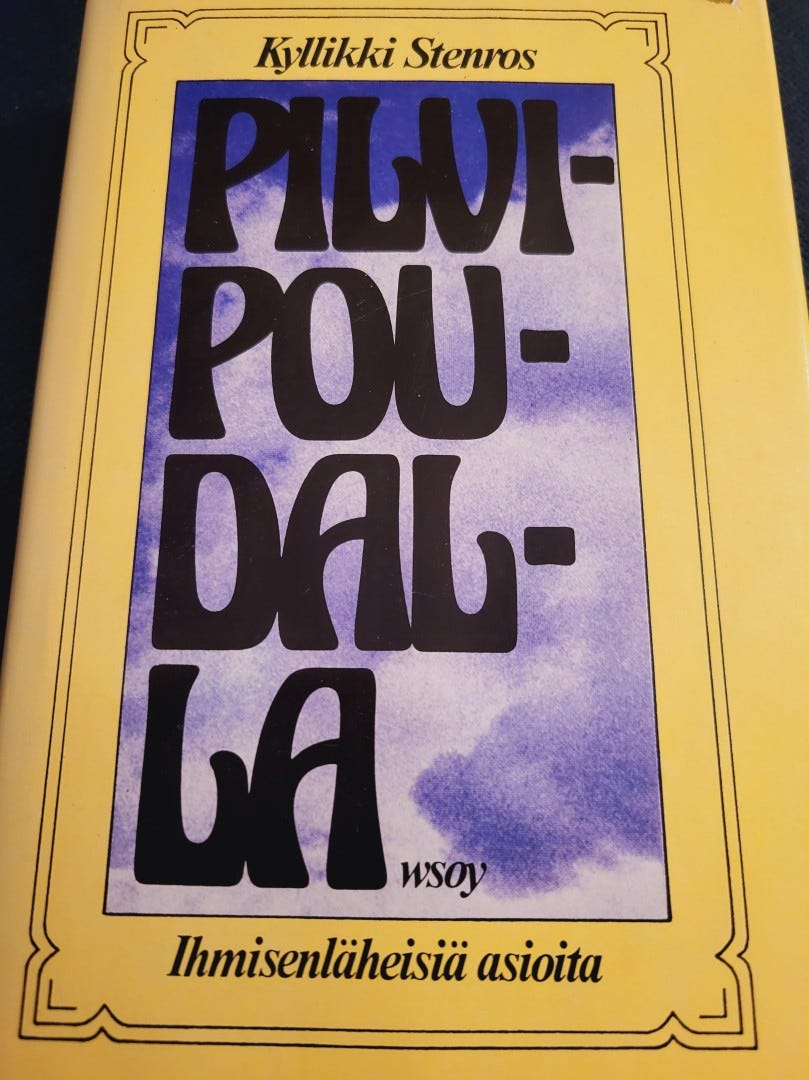 Kyllikki Stenros
PILVI-
POU-
DAL-
LA
wsoy
Ihmisenläheisiä asioita